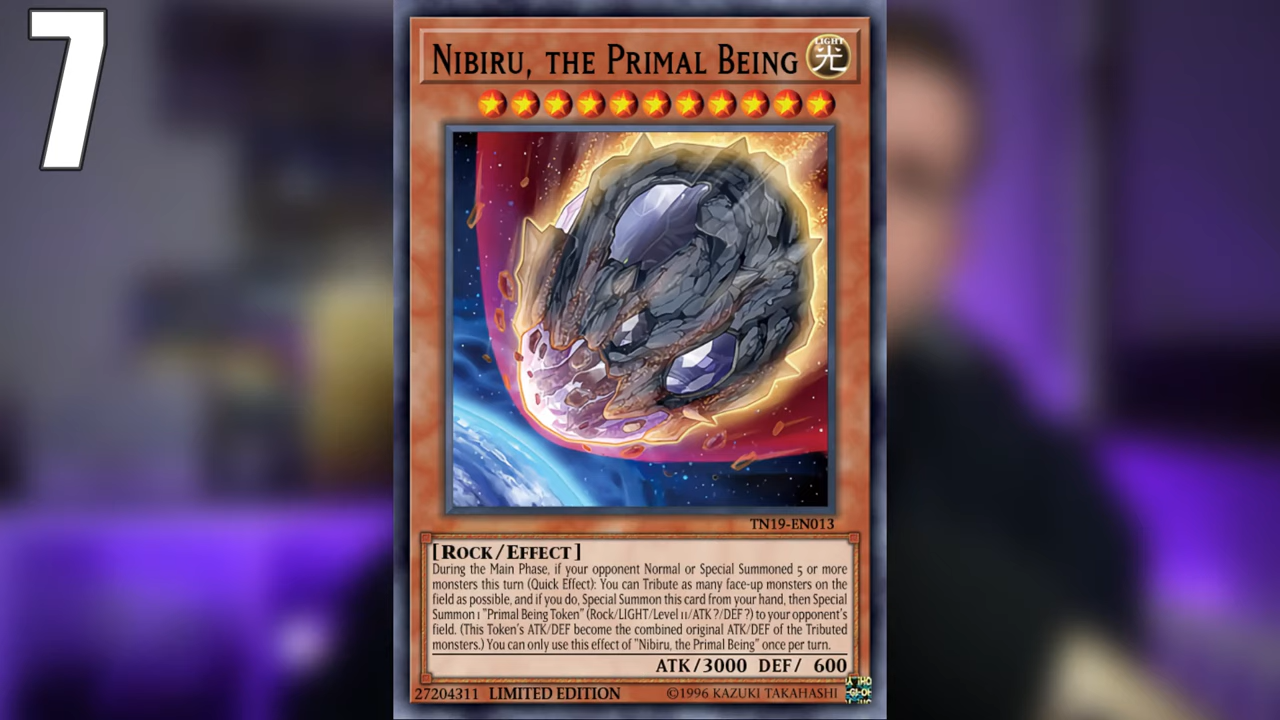 7
NIBIRU, THE PRIMAL BEING
LIGHT
光
TN19-EN013
[ROCK/EFFECT]
During the Main Phase, if your opponent Normal or Special Summoned 5 or more
monsters this turn (Quick Effect): You can Tribute as many face-up monsters on the
field as possible, and if you do, Special Summon this card from your hand, then Special
Summon 1 "Primal Being Token" (Rock/LIGHT/Level 11/ATK ?/DEF ?) to your opponent's
field. (This Token's ATK/DEF become the combined original ATK/DEF of the Tributed
monsters.) You can only use this effect of "Nibiru, the Primal Being" once per turn.
ATK/3000 DEF/ 600
27204311 LIMITED EDITION ©1996 KAZUKI TAKAHASHI